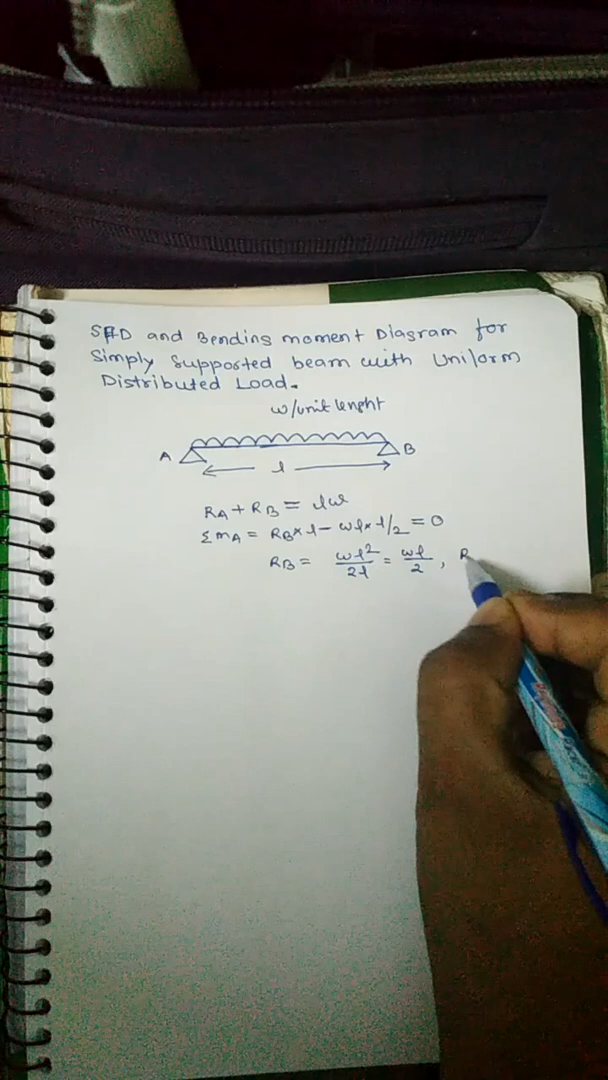 SFD and Bending moment Diagram for
Simply Supported beam with Uniform
Distributed Load.
w/unit lenght
A B
l
RA + RB = lw
ΣmA = RB × l - wl × l/2 = 0
RB = wl²/2l = wl/2 , R